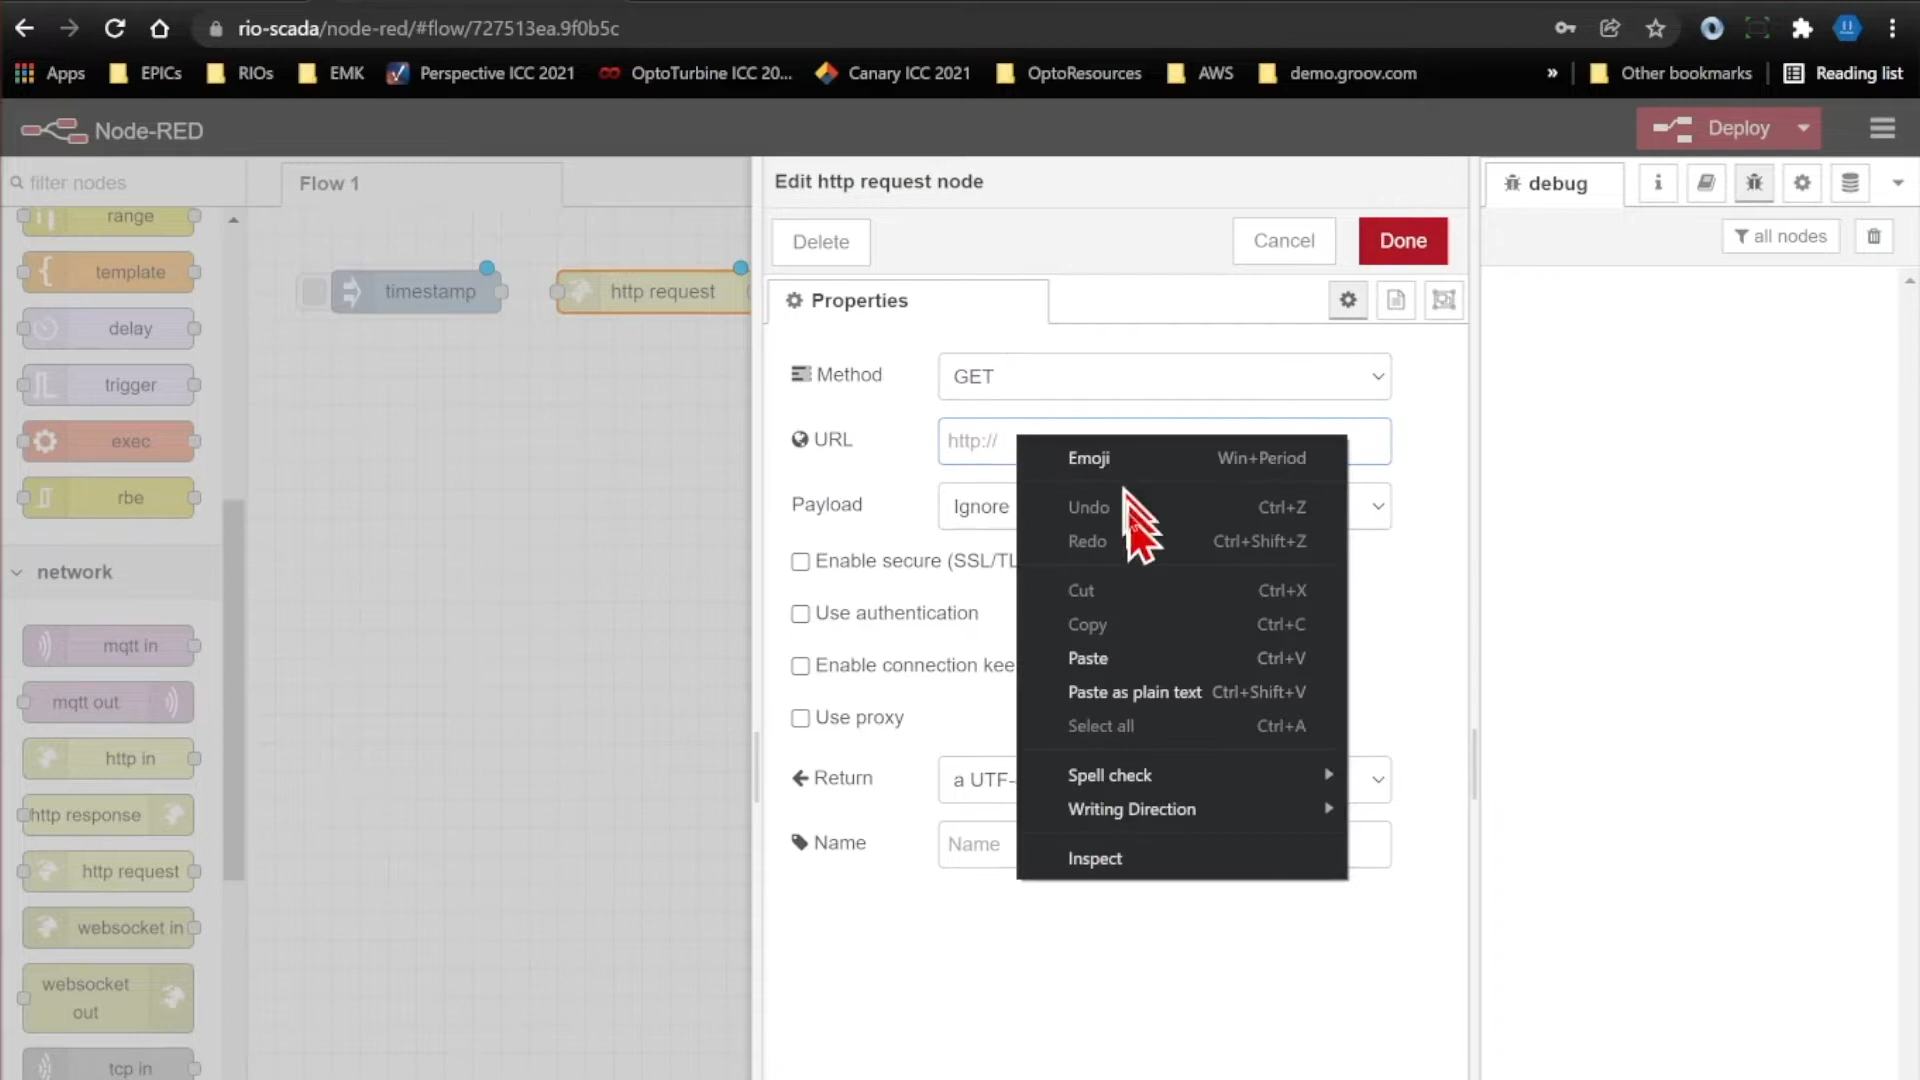 rio-scada/node-red/#flow/727513ea.9f0b5c
Apps EPICs RIOs EMK Perspective ICC 2021 OptoTurbine ICC 20... Canary ICC 2021 OptoResources AWS demo.groov.com » Other bookmarks Reading list
Node-RED Deploy
filter nodes
range
template
delay
trigger
exec
rbe
network
mqtt in
mqtt out
http in
http response
http request
websocket in
websocket
out
tcp in
Flow 1
timestamp
http request
Edit http request node
Delete Cancel Done
Properties
Method GET
URL http://
Payload Ignore
Enable secure (SSL/TL
Use authentication
Enable connection kee
Use proxy
Return a UTF-
Name Name
Emoji Win+Period
Undo Ctrl+Z
Redo Ctrl+Shift+Z
Cut Ctrl+X
Copy Ctrl+C
Paste Ctrl+V
Paste as plain text Ctrl+Shift+V
Select all Ctrl+A
Spell check
Writing Direction
Inspect
debug i
all nodes